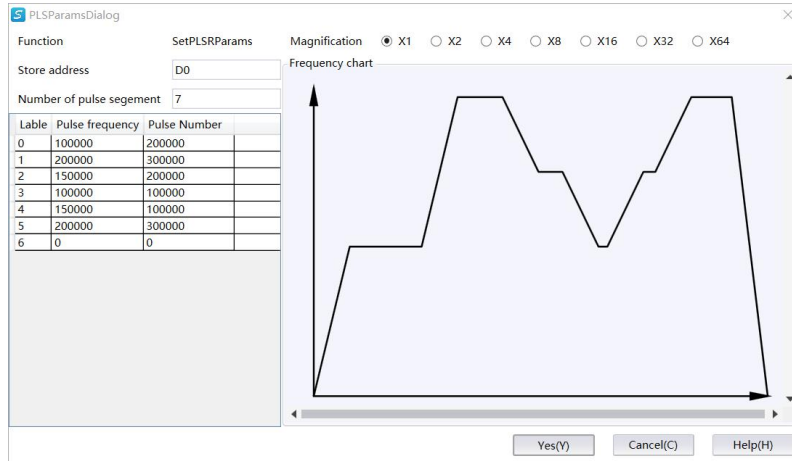 PLSParamsDialog
Function SetPLSRParams
Store address D0
Number of pulse segement 7
Lable Pulse frequency Pulse Number
0 100000 200000
1 200000 300000
2 150000 200000
3 100000 100000
4 150000 100000
5 200000 300000
6 0 0
Magnification X1 X2 X4 X8 X16 X32 X64
Frequency chart
Yes(Y) Cancel(C) Help(H)